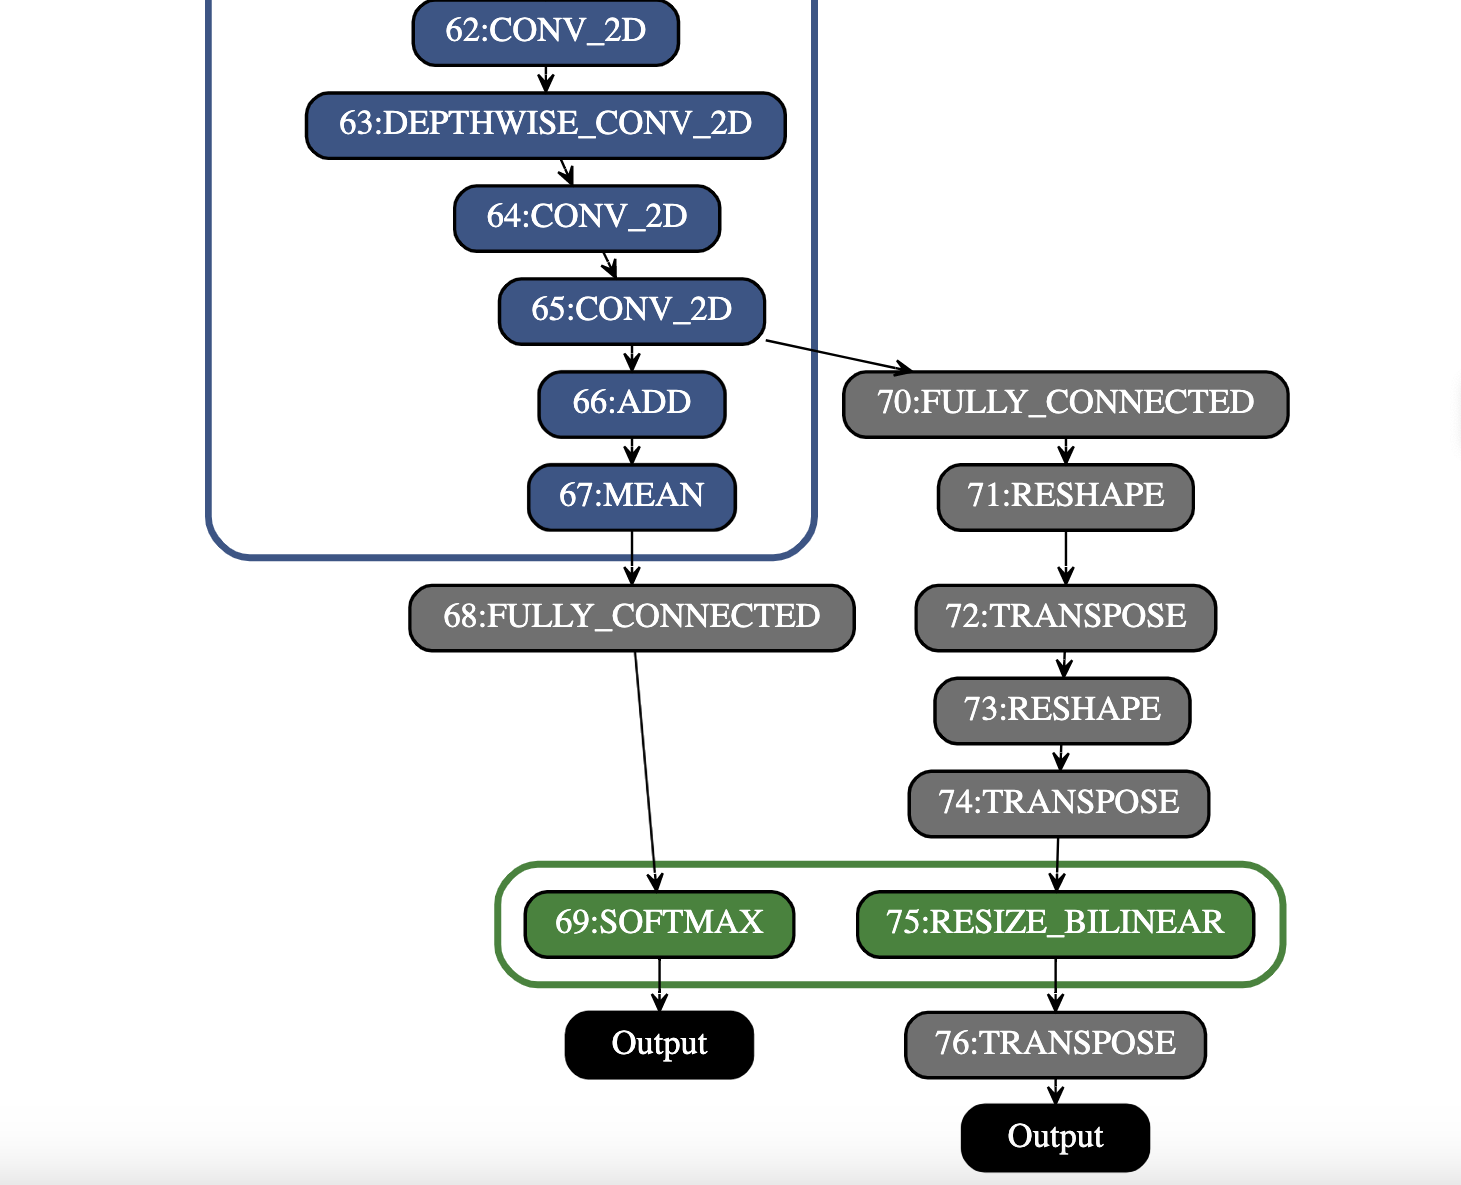 62:CONV_2D
63:DEPTHWISE_CONV_2D
64:CONV_2D
65:CONV_2D
66:ADD
70:FULLY_CONNECTED
67:MEAN
71:RESHAPE
68:FULLY_CONNECTED
72:TRANSPOSE
73:RESHAPE
74:TRANSPOSE
69:SOFTMAX
75:RESIZE_BILINEAR
Output
76:TRANSPOSE
Output